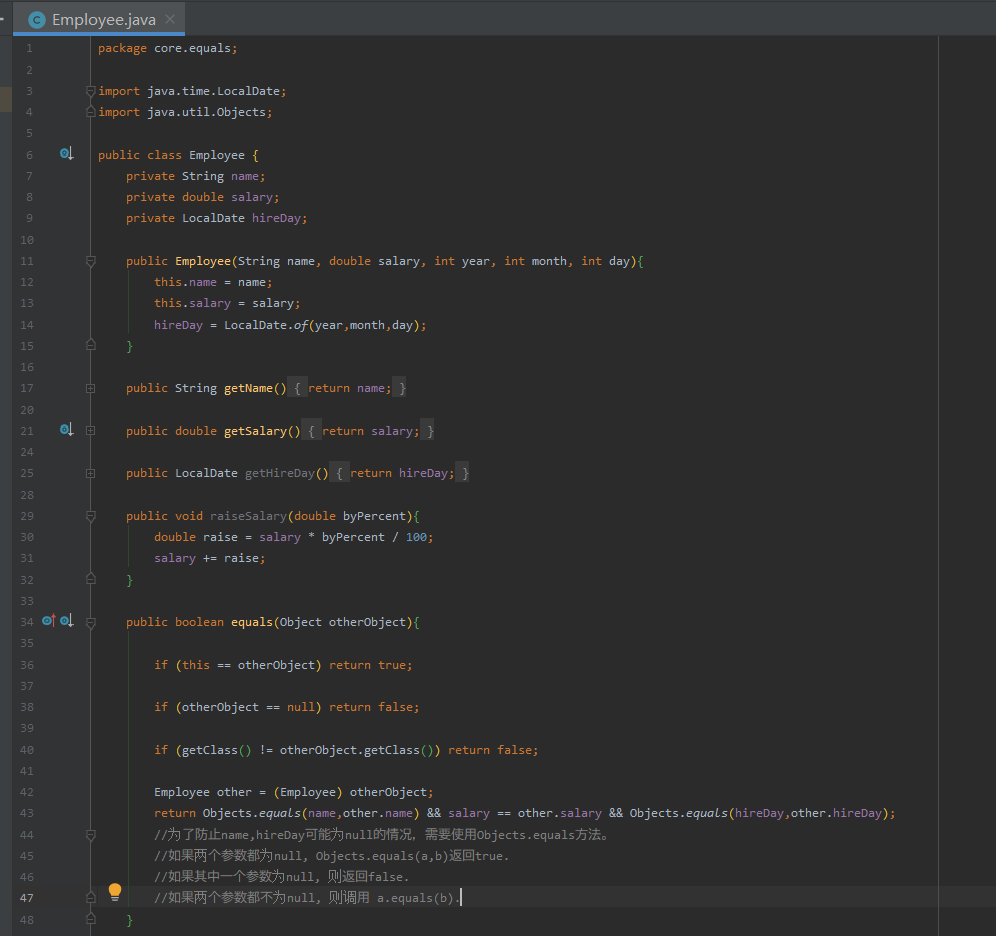 Employee.java
1 package core.equals;
2
3 import java.time.LocalDate;
4 import java.util.Objects;
5
6 public class Employee {
7 private String name;
8 private double salary;
9 private LocalDate hireDay;
10
11 public Employee(String name, double salary, int year, int month, int day){
12 this.name = name;
13 this.salary = salary;
14 hireDay = LocalDate.of(year,month,day);
15 }
16
17 public String getName() { return name; }
20
21 public double getSalary() { return salary; }
24
25 public LocalDate getHireDay() { return hireDay; }
28
29 public void raiseSalary(double byPercent){
30 double raise = salary * byPercent / 100;
31 salary += raise;
32 }
33
34 public boolean equals(Object otherObject){
35
36 if (this == otherObject) return true;
37
38 if (otherObject == null) return false;
39
40 if (getClass() != otherObject.getClass()) return false;
41
42 Employee other = (Employee) otherObject;
43 return Objects.equals(name,other.name) && salary == other.salary && Objects.equals(hireDay,other.hireDay);
44 //为了防止name,hireDay可能为null的情况, 需要使用Objects.equals方法。
45 //如果两个参数都为null, Objects.equals(a,b)返回true.
46 //如果其中一个参数为null, 则返回false.
47 //如果两个参数都不为null, 则调用 a.equals(b).
48 }